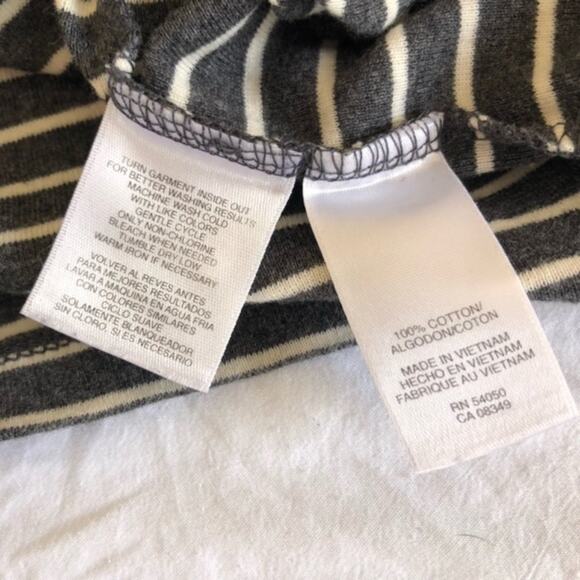 TURN GARMENT INSIDE OUT
FOR BETTER WASHING RESULTS
MACHINE WASH COLD
WITH LIKE COLORS
GENTLE CYCLE
ONLY NON-CHLORINE
BLEACH WHEN NEEDED
TUMBLE DRY LOW
WARM IRON IF NECESSARY
VOLVER AL REVES ANTES
PARA MEJORES RESULTADOS
LAVAR A MAQUINA EN AGUA FRIA
CON COLORES SIMILARES
CICLO SUAVE
SOLAMENTE BLANQUEADOR
SIN CLORO, SI ES NECESARIO
100% COTTON/
ALGODON/COTON
MADE IN VIETNAM
HECHO EN VIETNAM
FABRIQUE AU VIETNAM
RN 54050
CA 08349